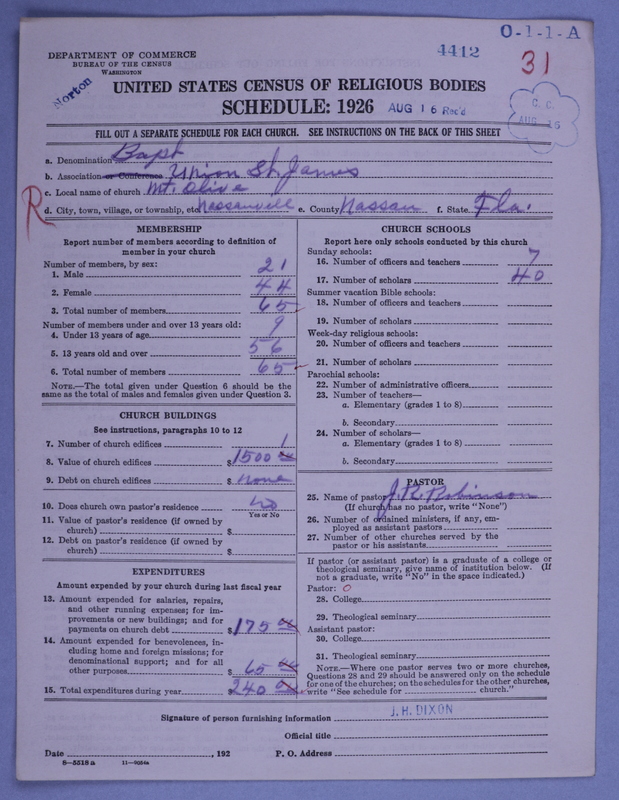 O-1-1-A
DEPARTMENT OF COMMERCE
BUREAU OF THE CENSUS
WASHINGTON
4412
31
Norton
UNITED STATES CENSUS OF RELIGIOUS BODIES
SCHEDULE: 1926 AUG 16 Rec'd
C. C. AUG 16
FILL OUT A SEPARATE SCHEDULE FOR EACH CHURCH. SEE INSTRUCTIONS ON THE BACK OF THIS SHEET
a. Denomination Bapt
b. Association or Conference Union St. James
c. Local name of church Mt. Olive
R
d. City, town, village, or township, etc. Nassauville e. County Nassau f. State Fla.
MEMBERSHIP
Report number of members according to definition of
member in your church
Number of members, by sex:
1. Male 21
2. Female 44
3. Total number of members 65
Number of members under and over 13 years old:
4. Under 13 years of age 9
5. 13 years old and over 56
6. Total number of members 65
NOTE.—The total given under Question 6 should be the
same as the total of males and females given under Question 3.
CHURCH BUILDINGS
See instructions, paragraphs 10 to 12
7. Number of church edifices 1
8. Value of church edifices $1500 00
9. Debt on church edifices $ None
10. Does church own pastor's residence no
Yes or No
11. Value of pastor's residence (if owned by
church) $
12. Debt on pastor's residence (if owned by
church) $
EXPENDITURES
Amount expended by your church during last fiscal year
13. Amount expended for salaries, repairs,
and other running expenses; for im-
provements or new buildings; and for
payments on church debt $175 00
14. Amount expended for benevolences, in-
cluding home and foreign missions; for
denominational support; and for all
other purposes $65 00
15. Total expenditures during year $240 00
CHURCH SCHOOLS
Report here only schools conducted by this church
Sunday schools:
16. Number of officers and teachers 7
17. Number of scholars 40
Summer vacation Bible schools:
18. Number of officers and teachers
19. Number of scholars
Week-day religious schools:
20. Number of officers and teachers
21. Number of scholars
Parochial schools:
22. Number of administrative officers
23. Number of teachers—
a. Elementary (grades 1 to 8)
b. Secondary
24. Number of scholars—
a. Elementary (grades 1 to 8)
b. Secondary
PASTOR
25. Name of pastor J. R. Robinson
(If church has no pastor, write "None")
26. Number of ordained ministers, if any, em-
ployed as assistant pastors
27. Number of other churches served by the
pastor or his assistants
If pastor (or assistant pastor) is a graduate of a college or
theological seminary, give name of institution below. (If
not a graduate, write "No" in the space indicated.)
Pastor: O
28. College
29. Theological seminary
Assistant pastor:
30. College
31. Theological seminary
NOTE.—Where one pastor serves two or more churches,
Questions 28 and 29 should be answered only on the schedule
for one of the churches; on the schedules for the other churches,
write "See schedule for church."
Signature of person furnishing information J. H. DIXON
Official title
Date , 192 P. O. Address
8—5518a 11—9054a